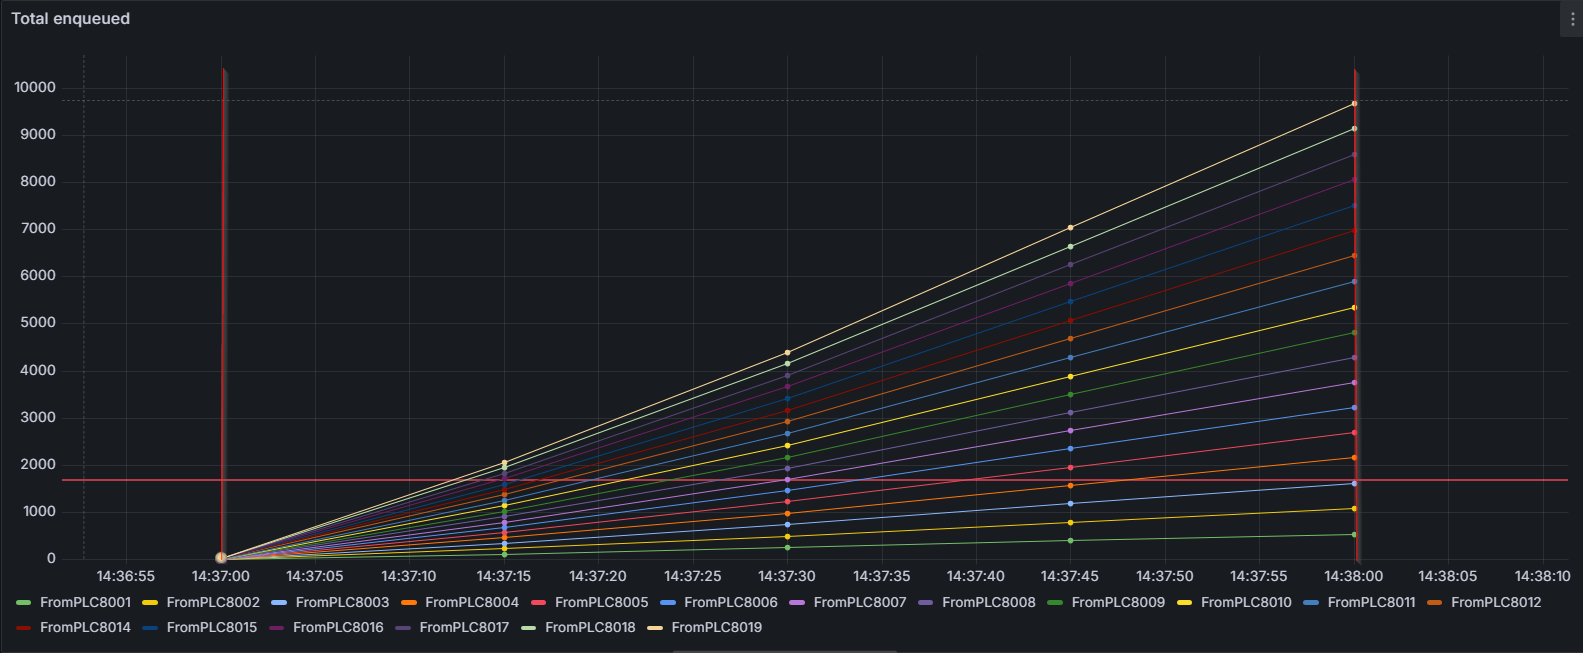 Total enqueued
10000
9000
8000
7000
6000
5000
4000
3000
2000
1000
0
14:36:55 14:37:00 14:37:05 14:37:10 14:37:15 14:37:20 14:37:25 14:37:30 14:37:35 14:37:40 14:37:45 14:37:50 14:37:55 14:38:00 14:38:05 14:38:10
FromPLC8001 FromPLC8002 FromPLC8003 FromPLC8004 FromPLC8005 FromPLC8006 FromPLC8007 FromPLC8008 FromPLC8009 FromPLC8010 FromPLC8011 FromPLC8012
FromPLC8014 FromPLC8015 FromPLC8016 FromPLC8017 FromPLC8018 FromPLC8019